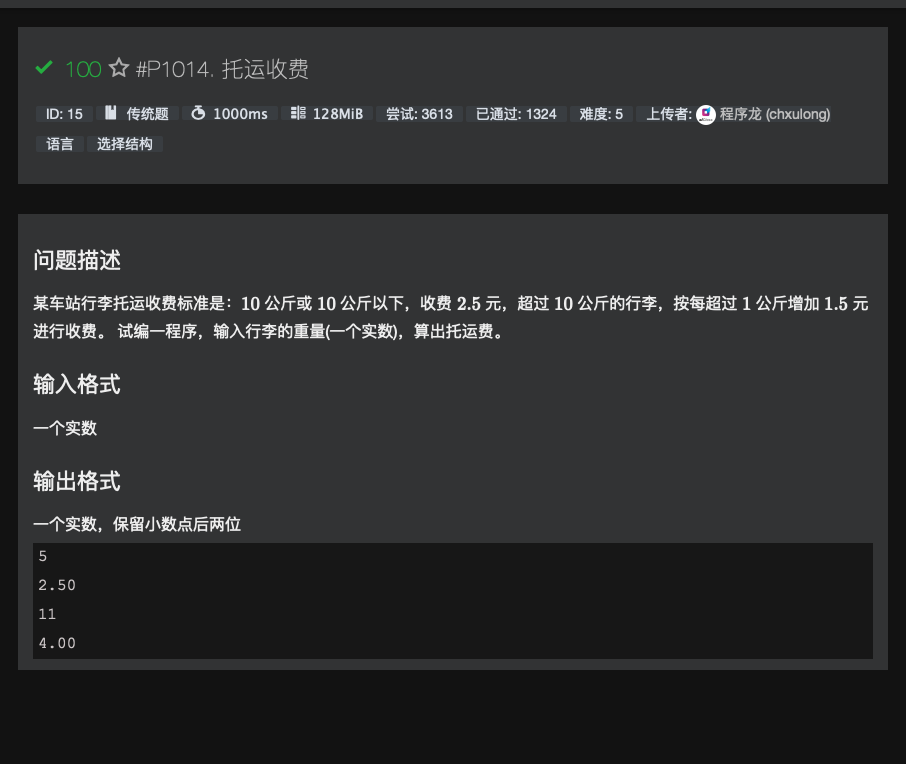 100 #P1014. 托运收费
ID: 15 传统题 1000ms 128MiB 尝试: 3613 已通过: 1324 难度: 5 上传者: 程序龙 (chxulong)
语言 选择结构
问题描述
某车站行李托运收费标准是：10 公斤或 10 公斤以下，收费 2.5 元，超过 10 公斤的行李，按每超过 1 公斤增加 1.5 元
进行收费。 试编一程序，输入行李的重量(一个实数)，算出托运费。
输入格式
一个实数
输出格式
一个实数，保留小数点后两位
5
2.50
11
4.00